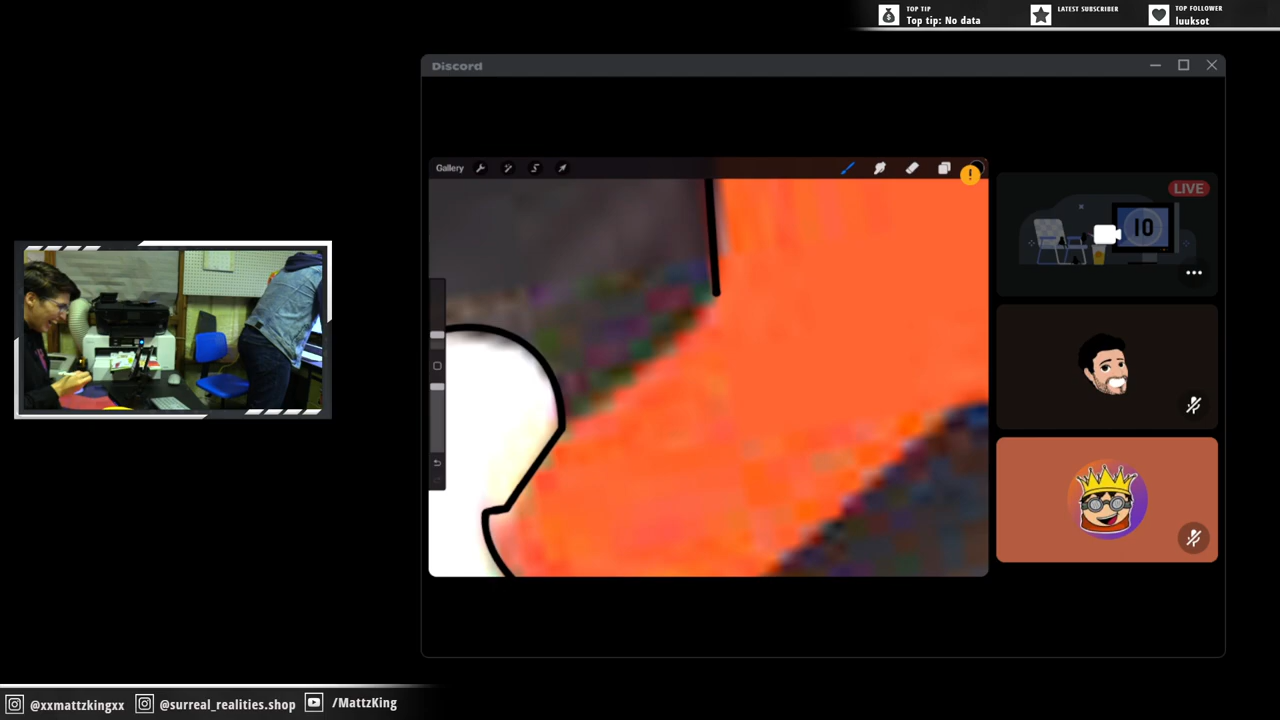 TOP TIP
Top tip: No data
LATEST SUBSCRIBER
TOP FOLLOWER
luuksot
Discord
Gallery
LIVE
10
@xxmattzkingxx
@surreal_realities.shop
/MattzKing